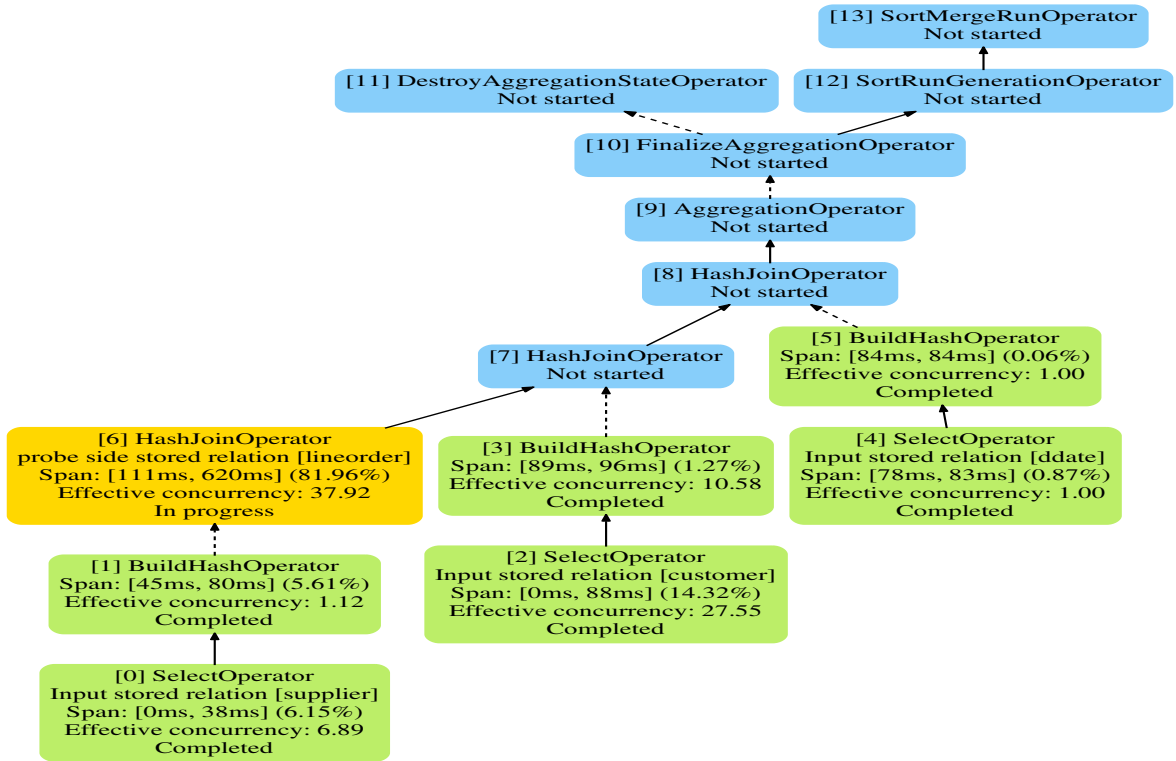 [13] SortMergeRunOperator
Not started
[11] DestroyAggregationStateOperator
Not started
[12] SortRunGenerationOperator
Not started
[10] FinalizeAggregationOperator
Not started
[9] AggregationOperator
Not started
[8] HashJoinOperator
Not started
[5] BuildHashOperator
Span: [84ms, 84ms] (0.06%)
Effective concurrency: 1.00
Completed
[7] HashJoinOperator
Not started
[6] HashJoinOperator
probe side stored relation [lineorder]
Span: [111ms, 620ms] (81.96%)
Effective concurrency: 37.92
In progress
[3] BuildHashOperator
Span: [89ms, 96ms] (1.27%)
Effective concurrency: 10.58
Completed
[4] SelectOperator
Input stored relation [ddate]
Span: [78ms, 83ms] (0.87%)
Effective concurrency: 1.00
Completed
[1] BuildHashOperator
Span: [45ms, 80ms] (5.61%)
Effective concurrency: 1.12
Completed
[2] SelectOperator
Input stored relation [customer]
Span: [0ms, 88ms] (14.32%)
Effective concurrency: 27.55
Completed
[0] SelectOperator
Input stored relation [supplier]
Span: [0ms, 38ms] (6.15%)
Effective concurrency: 6.89
Completed